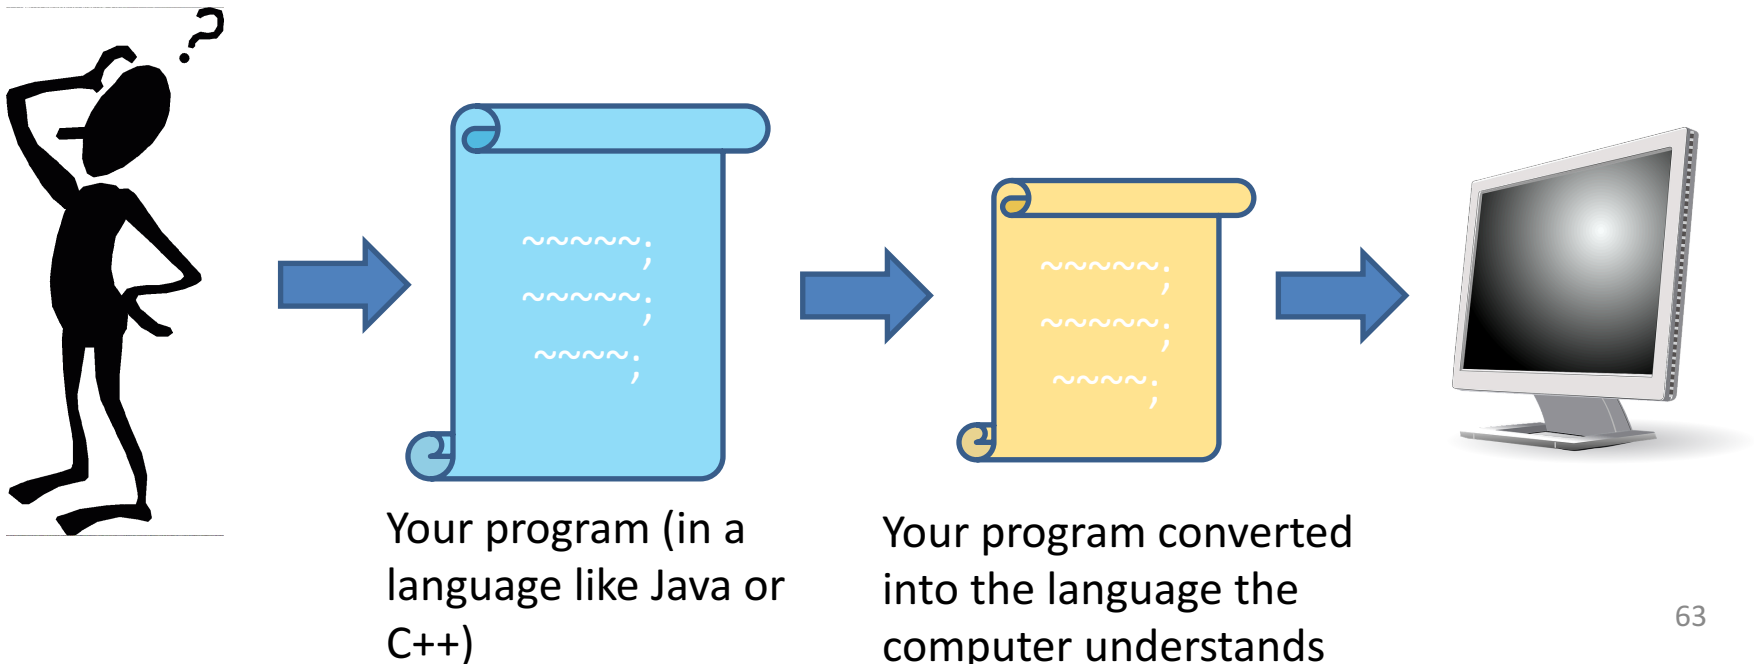 ?
~~~~~;
~~~~~;
~~~~;
~~~~~;
~~~~~;
~~~~;
Your program (in a
language like Java or
C++)
Your program converted
into the language the
computer understands
63